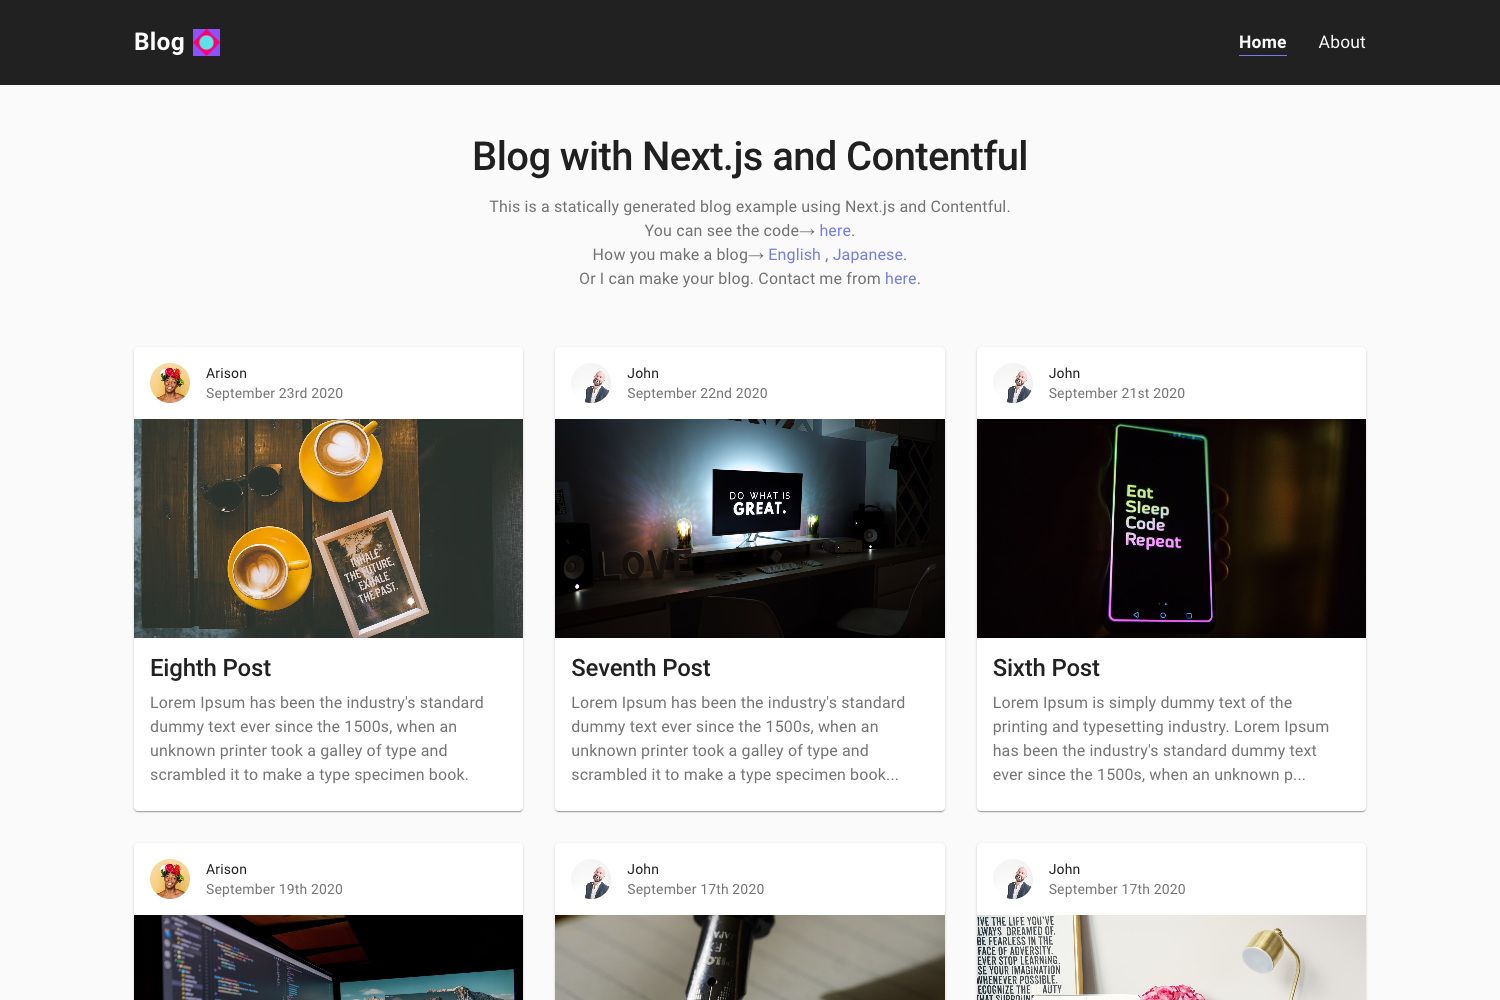 Blog
Home
About
Blog with Next.js and Contentful
This is a statically generated blog example using Next.js and Contentful.
You can see the code→ here.
How you make a blog→ English , Japanese.
Or I can make your blog. Contact me from here.
Arison
September 23rd 2020
INHALE
THE FUTURE,
EXHALE
THE PAST.
Eighth Post
Lorem Ipsum has been the industry's standard
dummy text ever since the 1500s, when an
unknown printer took a galley of type and
scrambled it to make a type specimen book.
John
September 22nd 2020
DO WHAT IS
GREAT.
LOVE
Seventh Post
Lorem Ipsum has been the industry's standard
dummy text ever since the 1500s, when an
unknown printer took a galley of type and
scrambled it to make a type specimen book...
John
September 21st 2020
Eat
Sleep
Code
Repeat
Sixth Post
Lorem Ipsum is simply dummy text of the
printing and typesetting industry. Lorem Ipsum
has been the industry's standard dummy text
ever since the 1500s, when an unknown p...
Arison
September 19th 2020
John
September 17th 2020
John
September 17th 2020
IVE THE LIFE YOU'VE
LWAYS DREAMED OF.
BE FEARLESS IN THE
FACE OF ADVERSITY.
EVER STOP LEARNING.
SE YOUR IMAGINATION
WHENEVER POSSIBLE.
ECOGNIZE THE AUTY
THAT SURROUN